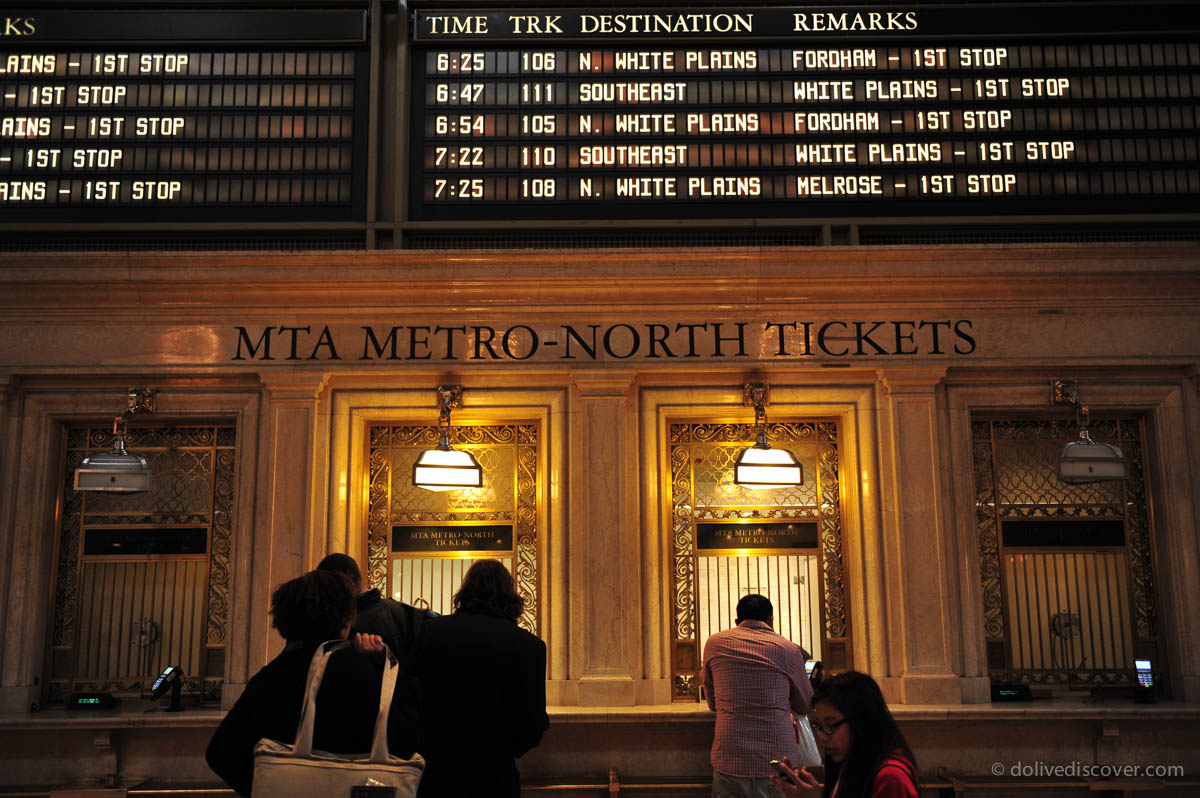 KS
TIME TRK DESTINATION REMARKS
LAINS - 1ST STOP
- 1ST STOP
AINS - 1ST STOP
- 1ST STOP
AINS - 1ST STOP
6:25 106 N. WHITE PLAINS FORDHAM - 1ST STOP
6:47 111 SOUTHEAST WHITE PLAINS - 1ST STOP
6:54 105 N. WHITE PLAINS FORDHAM - 1ST STOP
7:22 110 SOUTHEAST WHITE PLAINS - 1ST STOP
7:25 108 N. WHITE PLAINS MELROSE - 1ST STOP
MTA METRO-NORTH TICKETS
MTA METRO-NORTH
TICKETS
MTA METRO-NORTH
TICKETS
© dolivediscover.com